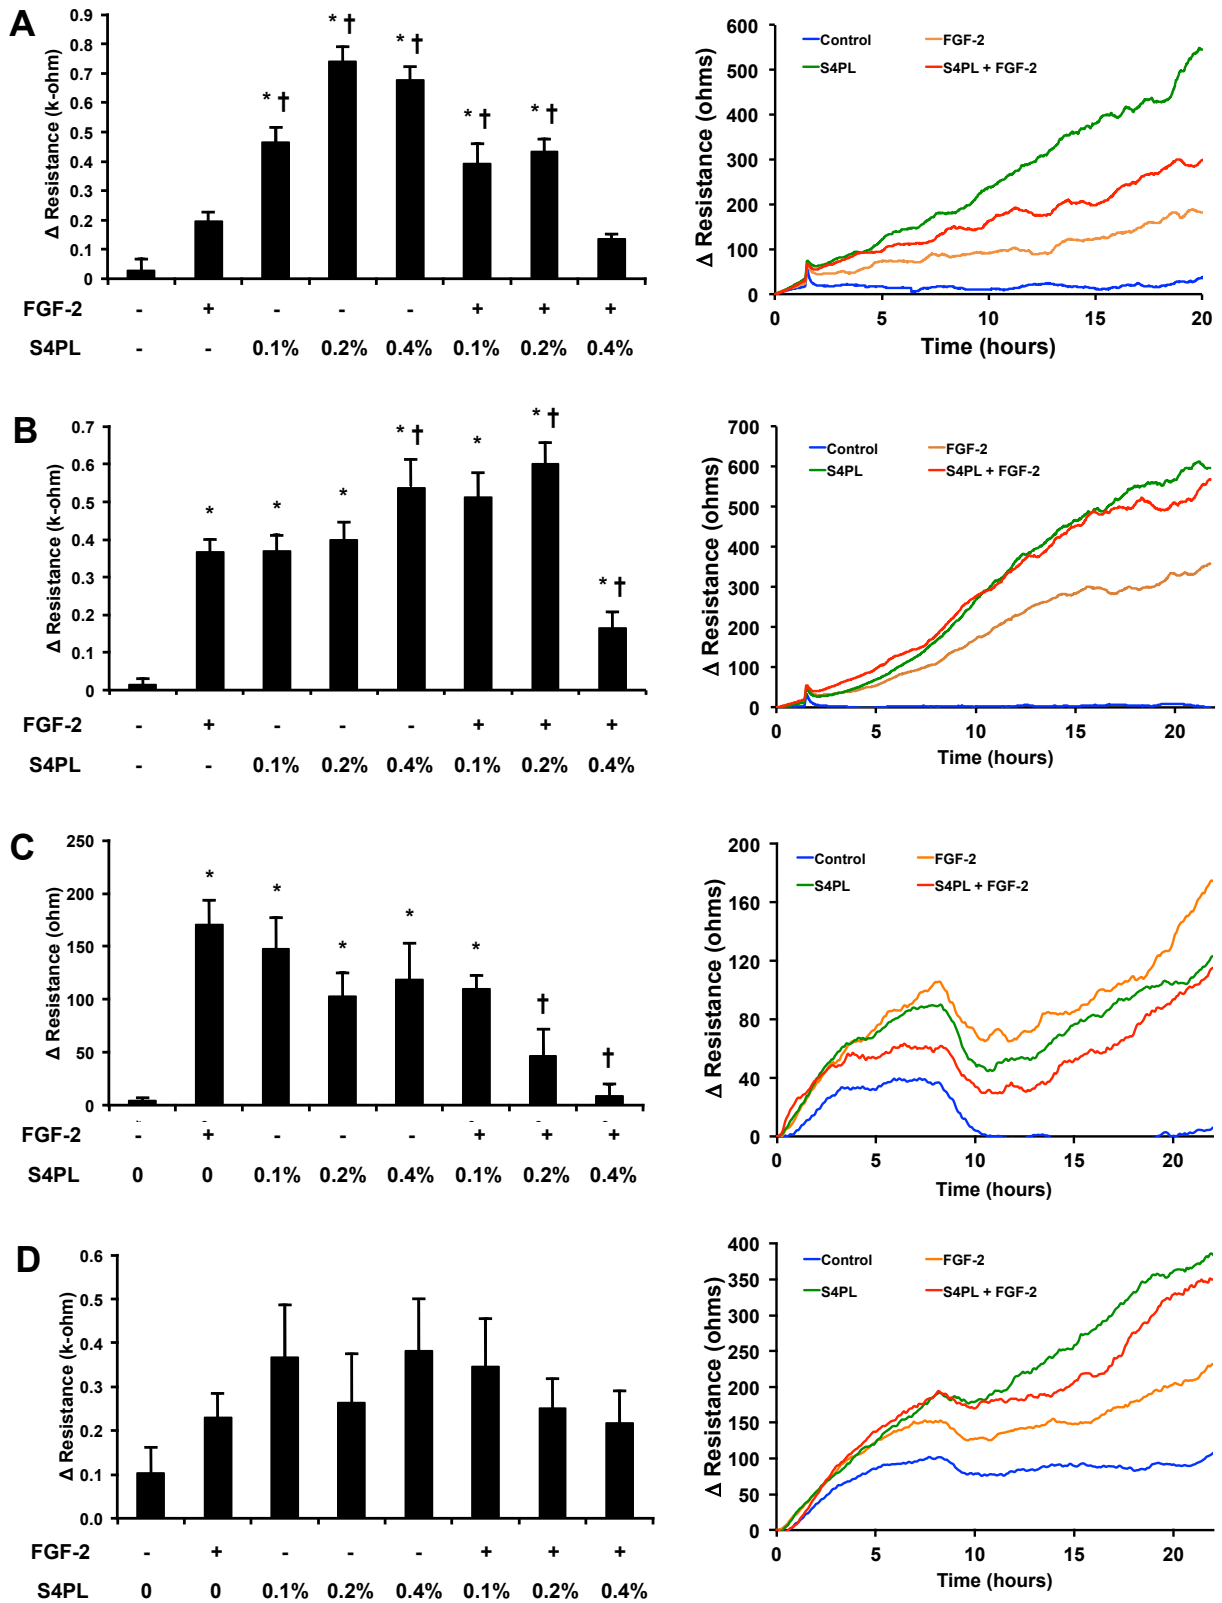 A
Δ Resistance (k-ohm)
0.9
0.8
0.7
0.6
0.5
0.4
0.3
0.2
0.1
0
* † * † * † * † * †
FGF-2 - + - - - + + +
S4PL - - 0.1% 0.2% 0.4% 0.1% 0.2% 0.4%
Δ Resistance (ohms)
600
500
400
300
200
100
0
Control FGF-2
S4PL S4PL + FGF-2
0 5 10 15 20
Time (hours)
B
Δ Resistance (k-ohm)
0.7
0.6
0.5
0.4
0.3
0.2
0.1
0
* * * * † * * † * †
FGF-2 - + - - - + + +
S4PL - - 0.1% 0.2% 0.4% 0.1% 0.2% 0.4%
Δ Resistance (ohms)
700
600
500
400
300
200
100
0
Control FGF-2
S4PL S4PL + FGF-2
0 5 10 15 20
Time (hours)
C
Δ Resistance (ohm)
250
200
150
100
50
0
* * * * * † †
FGF-2 - + - - - + + +
S4PL 0 0 0.1% 0.2% 0.4% 0.1% 0.2% 0.4%
Δ Resistance (ohms)
200
160
120
80
40
0
Control FGF-2
S4PL S4PL + FGF-2
0 5 10 15 20
Time (hours)
D
Δ Resistance (k-ohm)
0.6
0.5
0.4
0.3
0.2
0.1
0.0
FGF-2 - + - - - + + +
S4PL 0 0 0.1% 0.2% 0.4% 0.1% 0.2% 0.4%
Δ Resistance (ohms)
400
350
300
250
200
150
100
50
0
Control FGF-2
S4PL S4PL + FGF-2
0 5 10 15 20
Time (hours)